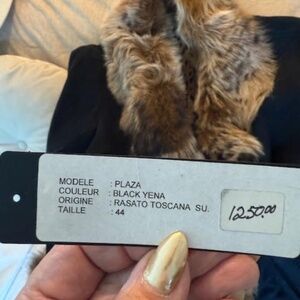 MODELE : PLAZA
COULEUR : BLACK YENA
ORIGINE : RASATO TOSCANA SU.
TAILLE : 44
1250.00